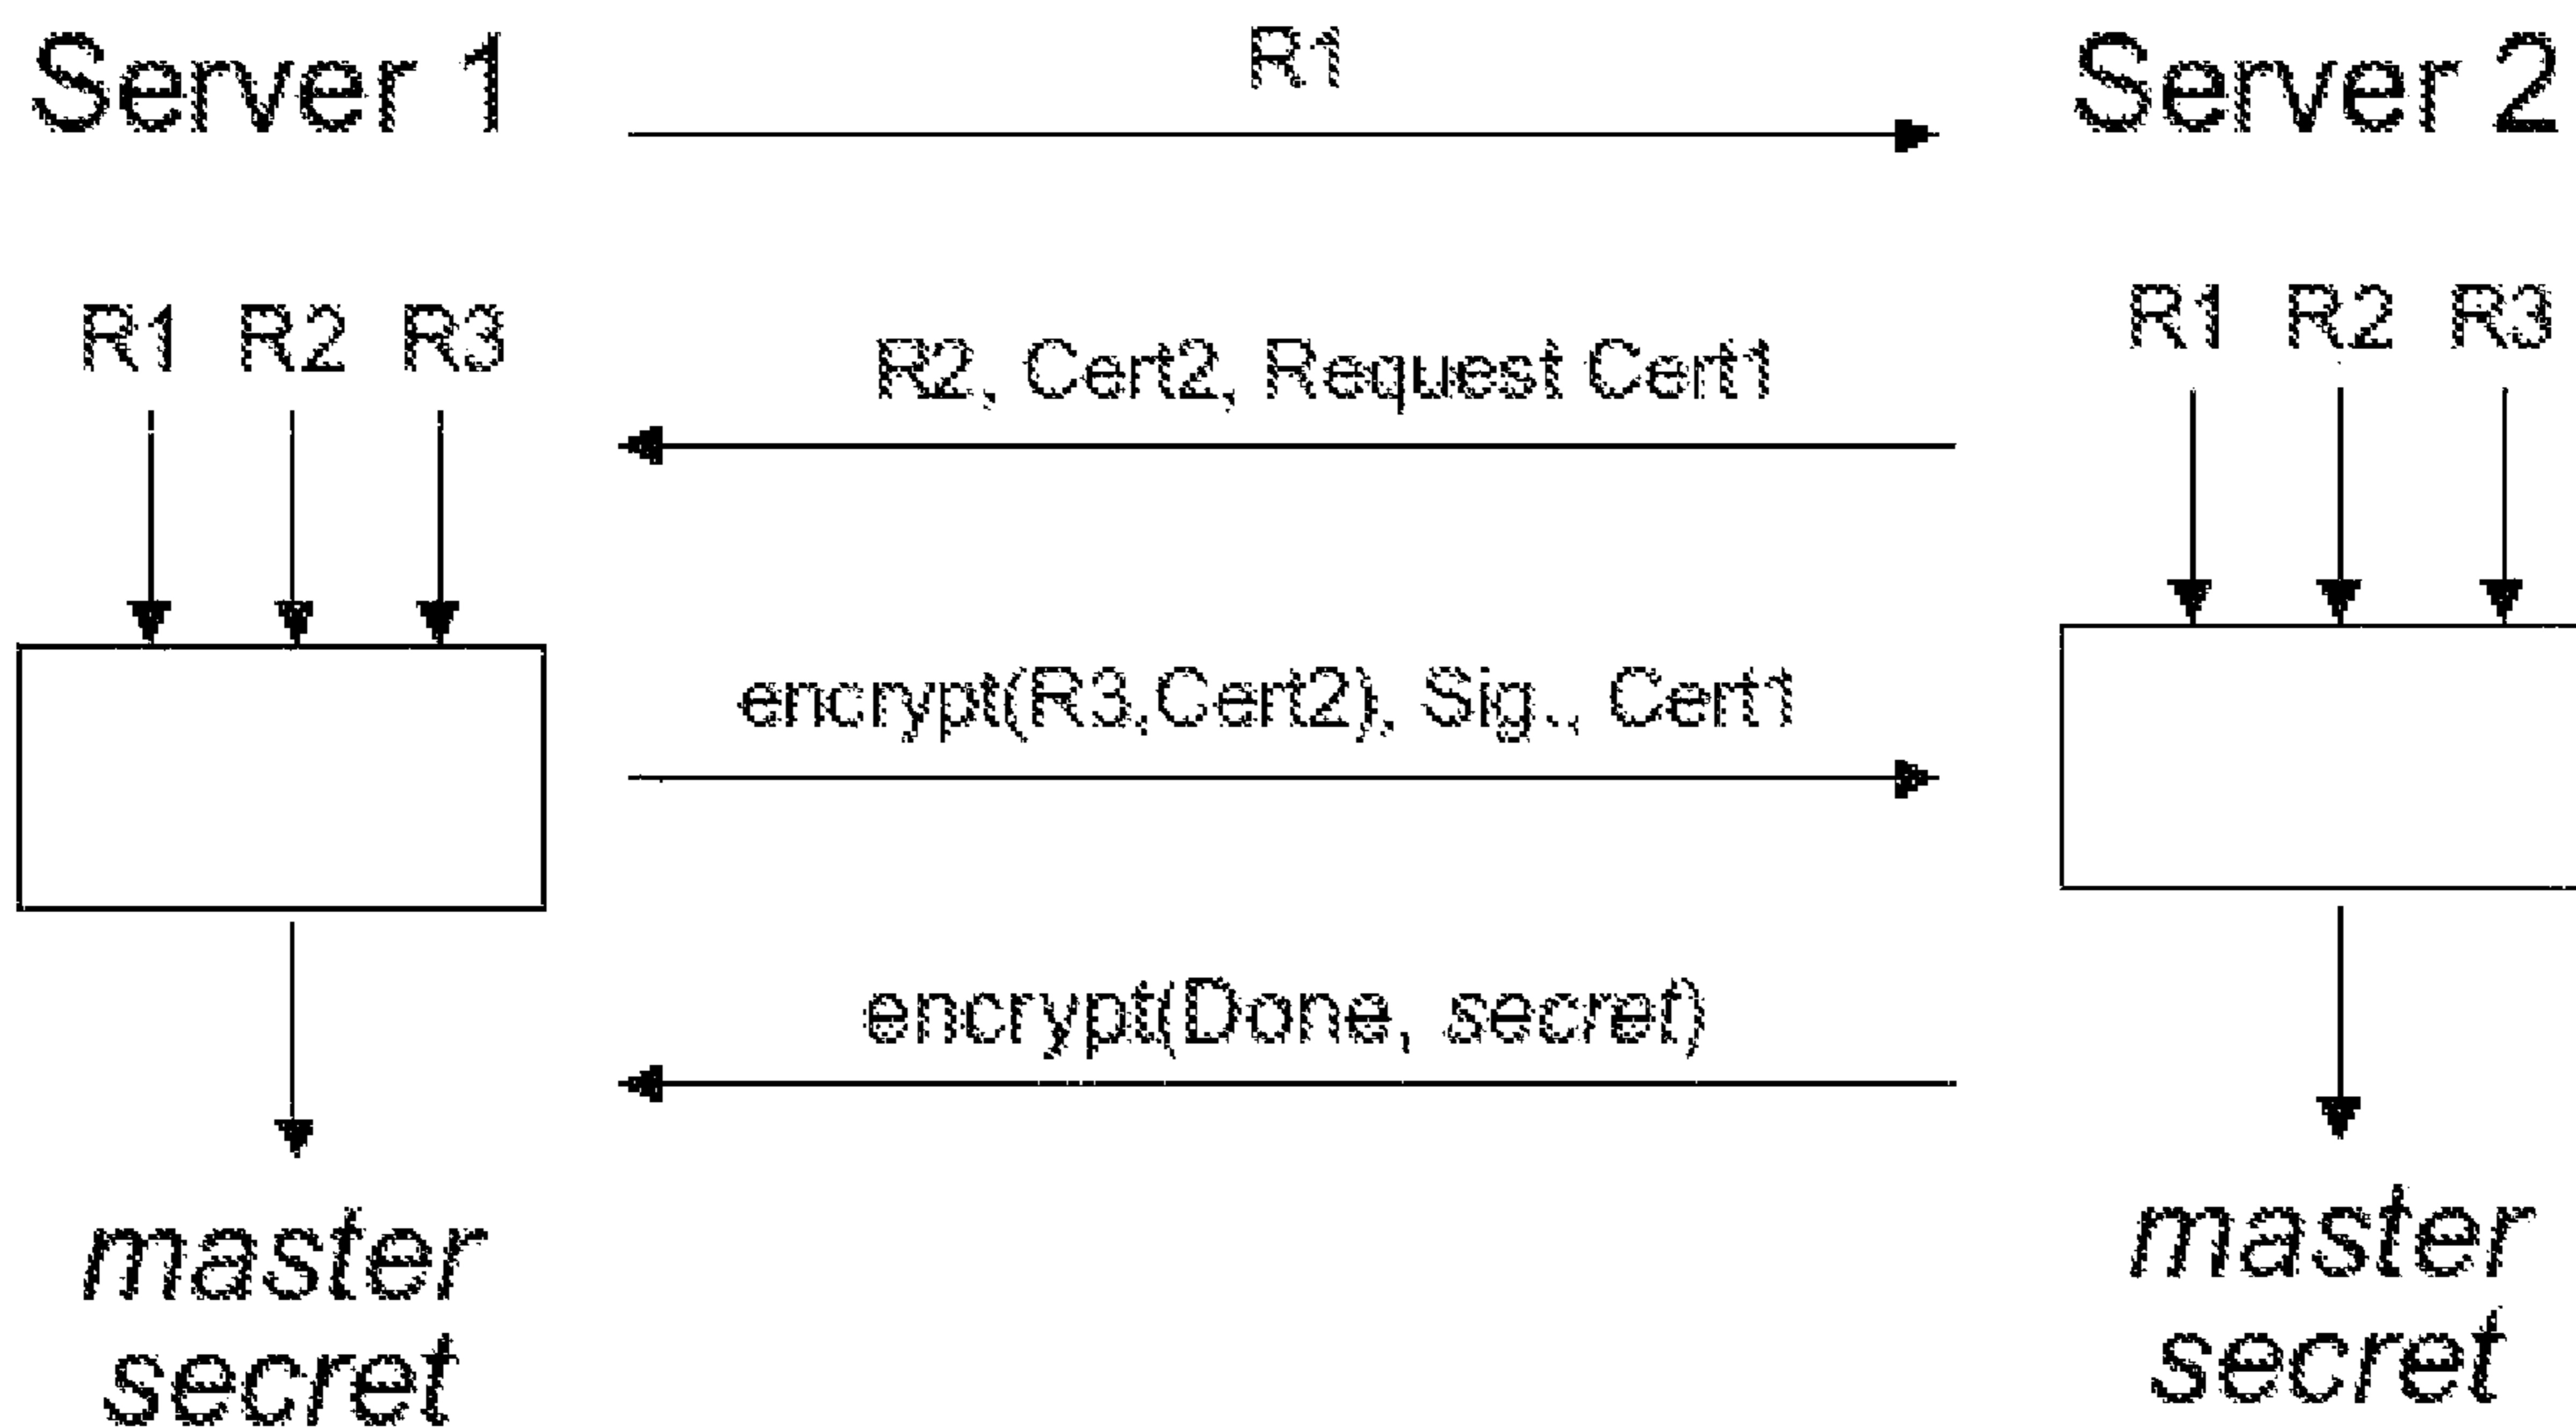 Server 1
R1
Server 2
R1 R2 R3
R2, Cert2, Request Cert1
R1 R2 R3
encrypt(R3,Cert2), Sig., Cert1
encrypt(Done, secret)
master
secret
master
secret